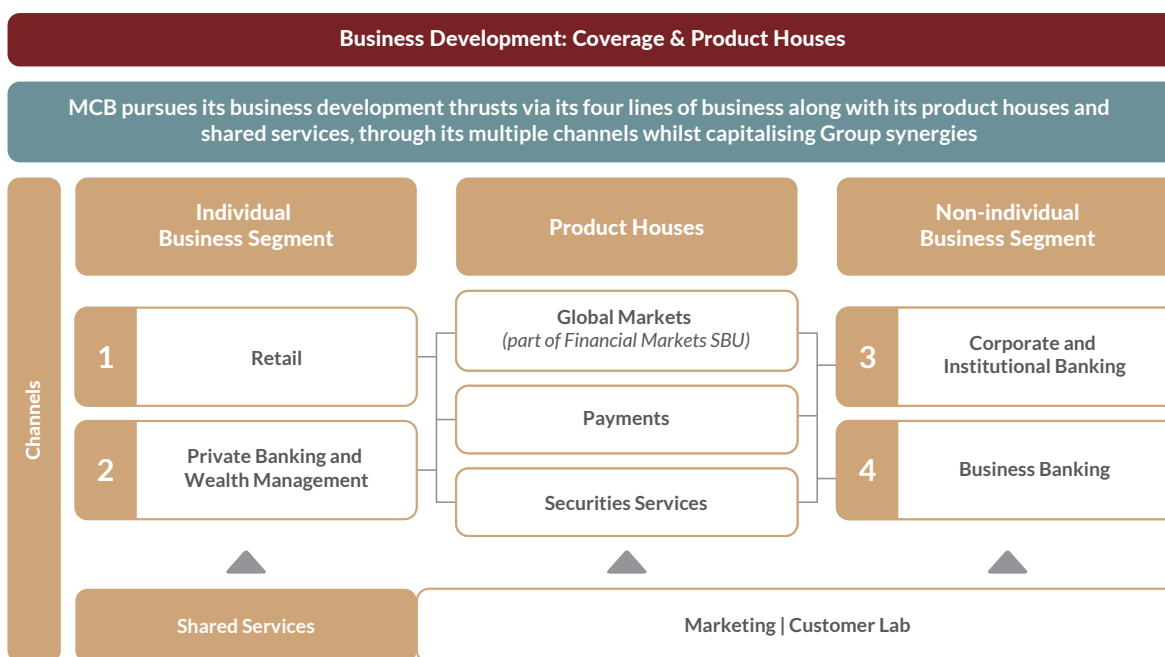 Business Development: Coverage & Product Houses
MCB pursues its business development thrusts via its four lines of business along with its product houses and
shared services, through its multiple channels whilst capitalising Group synergies
Channels
Individual
Business Segment
1
Retail
2
Private Banking and
Wealth Management
Product Houses
Global Markets
(part of Financial Markets SBU)
Payments
Securities Services
Non-individual
Business Segment
3
Corporate and
Institutional Banking
4
Business Banking
Shared Services
Marketing | Customer Lab